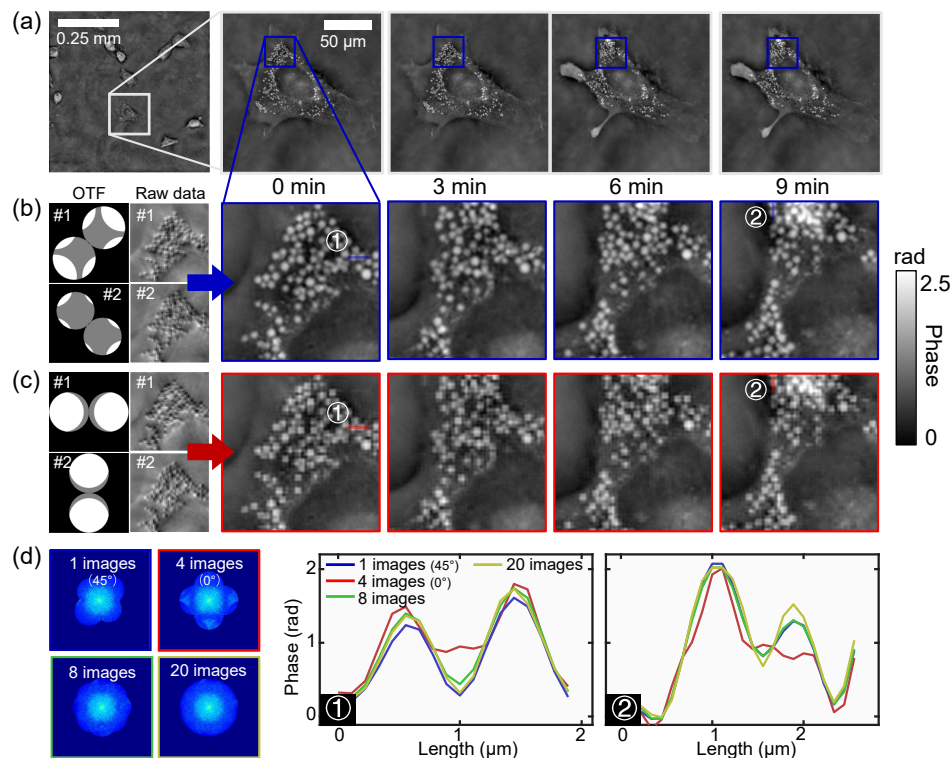 (a)
0.25 mm
50 μm
0 min
3 min
6 min
9 min
OTF
Raw data
(b)
#1
#1
#2
#2
①
②
rad
2.5
Phase
0
(c)
#1
#1
#2
#2
①
②
(d)
1 images
(45°)
4 images
(0°)
8 images
20 images
Phase (rad)
2
1
0
1 images (45°)
20 images
4 images (0°)
8 images
①
②
0
1
2
0
1
2
Length (μm)
Length (μm)